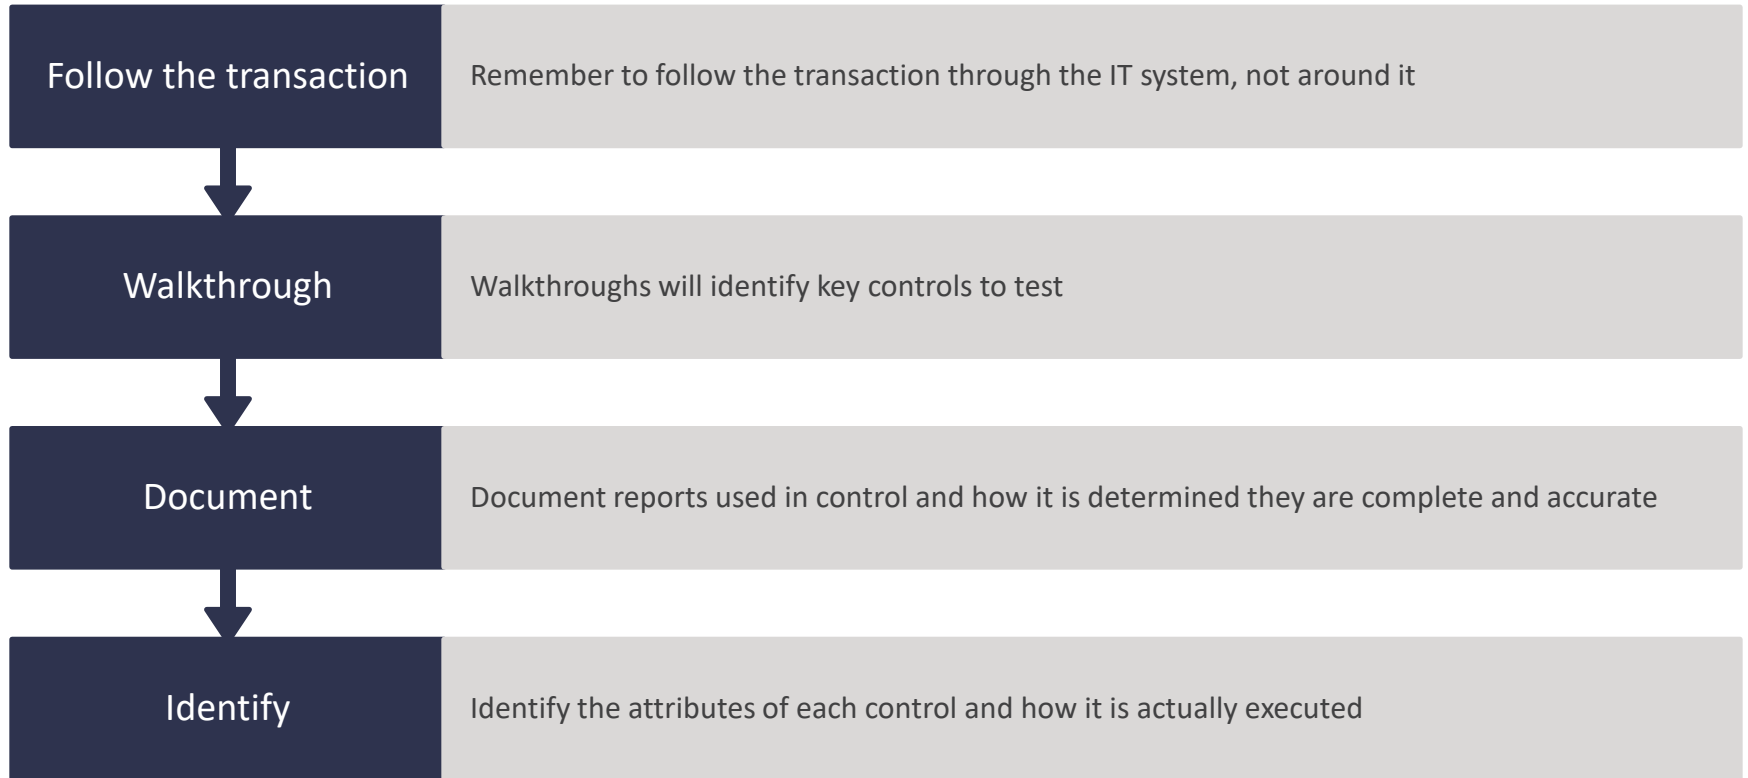 Follow the transaction
Remember to follow the transaction through the IT system, not around it
Walkthrough
Walkthroughs will identify key controls to test
Document
Document reports used in control and how it is determined they are complete and accurate
Identify
Identify the attributes of each control and how it is actually executed